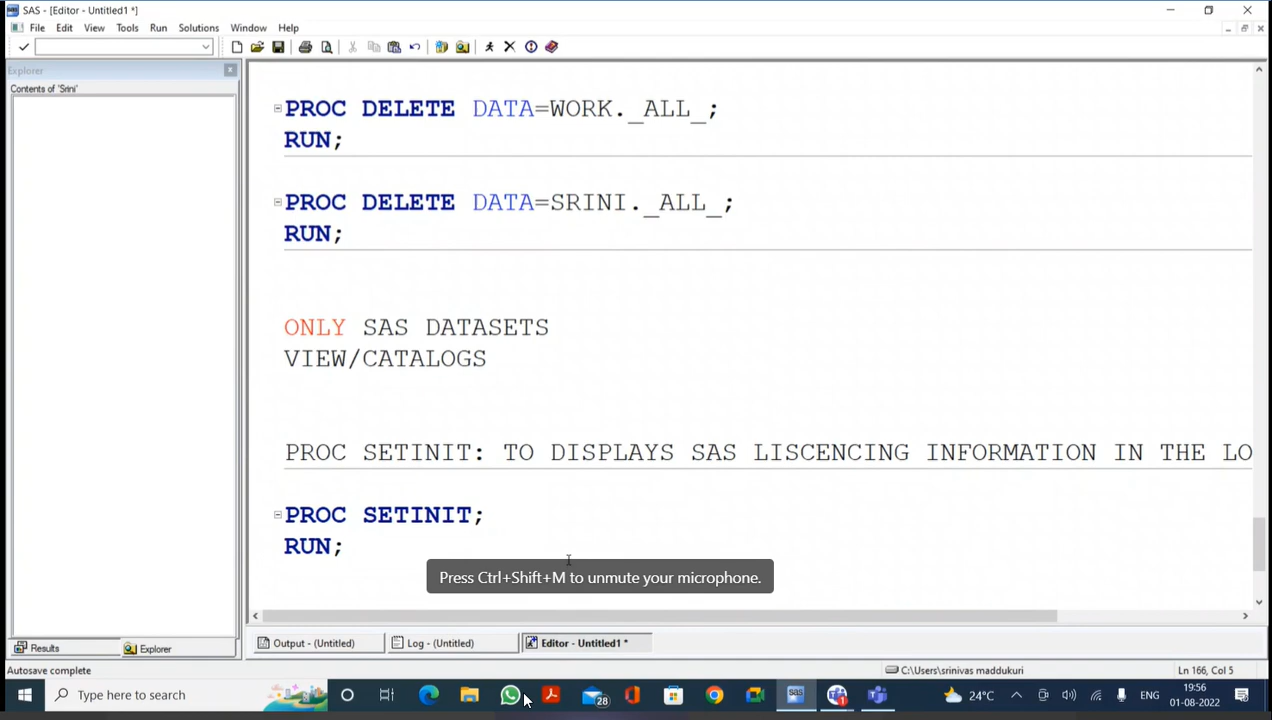 SAS - [Editor - Untitled1 *]
File Edit View Tools Run Solutions Window Help
Explorer
Contents of 'Srini'
PROC DELETE DATA=WORK._ALL_;
RUN;
PROC DELETE DATA=SRINI._ALL_;
RUN;
ONLY SAS DATASETS
VIEW/CATALOGS
PROC SETINIT: TO DISPLAYS SAS LISCENCING INFORMATION IN THE LO
PROC SETINIT;
RUN;
Press Ctrl+Shift+M to unmute your microphone.
Results Explorer
Output - (Untitled) Log - (Untitled) Editor - Untitled1 *
Autosave complete
C:\Users\srinivas maddukuri
Ln 166, Col 5
Type here to search
28
sas
1
24°C
ENG
19:56
01-08-2022